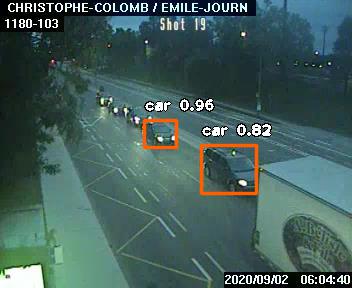 CHRISTOPHE-COLOMB / EMILE-JOURN
1180-103
Shot 19
car 0.96
car 0.82
2020/09/02 06:04:40